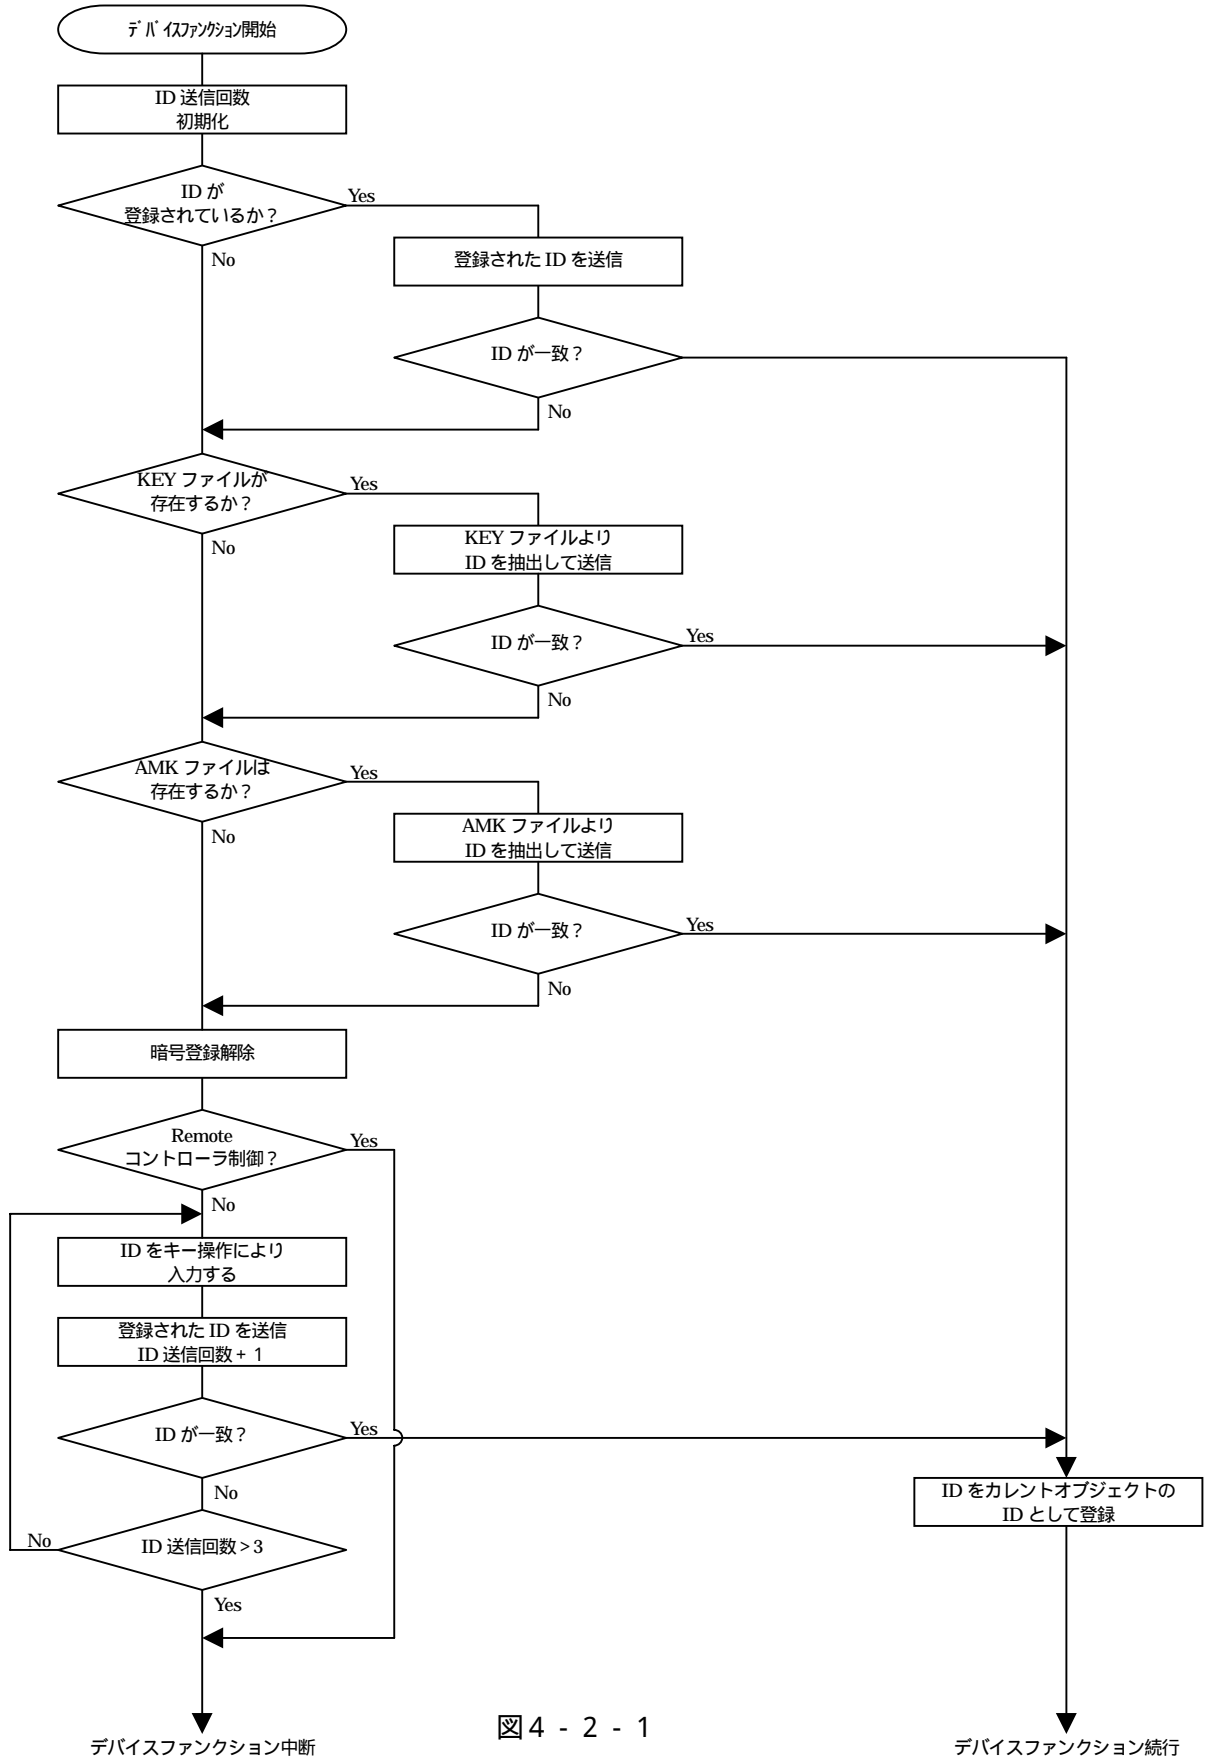 デバイスファンクション開始
ID 送信回数
初期化
ID が
登録されているか？
Yes
No
登録された ID を送信
ID が一致？
No
KEY ファイルが
存在するか？
Yes
No
KEY ファイルより
ID を抽出して送信
ID が一致？
Yes
No
AMK ファイルは
存在するか？
Yes
No
AMK ファイルより
ID を抽出して送信
ID が一致？
Yes
No
暗号登録解除
Remote
コントローラ制御？
Yes
No
ID をキー操作により
入力する
登録された ID を送信
ID 送信回数 + 1
ID が一致？
Yes
No
ID 送信回数 > 3
No
Yes
ID をカレントオブジェクトの
ID として登録
図４-２-１
デバイスファンクション中断
デバイスファンクション続行